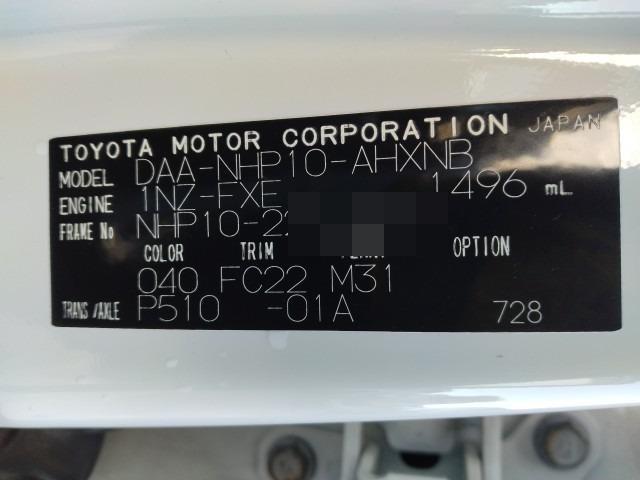 TOYOTA MOTOR CORPORATION JAPAN
MODEL DAA-NHP10-AHXNB
ENGINE 1NZ-FXE 1496 mL
FRAME No NHP10-22
COLOR TRIM OPTION
040 FC22 M31
TRANS./AXLE P510 -01A 728